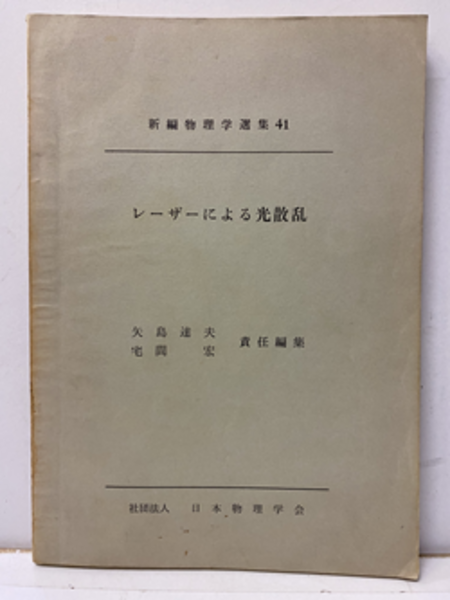 新編物理学選集 41
レーザーによる光散乱
矢島達夫
宅間宏 責任編集
社団法人 日本物理学会